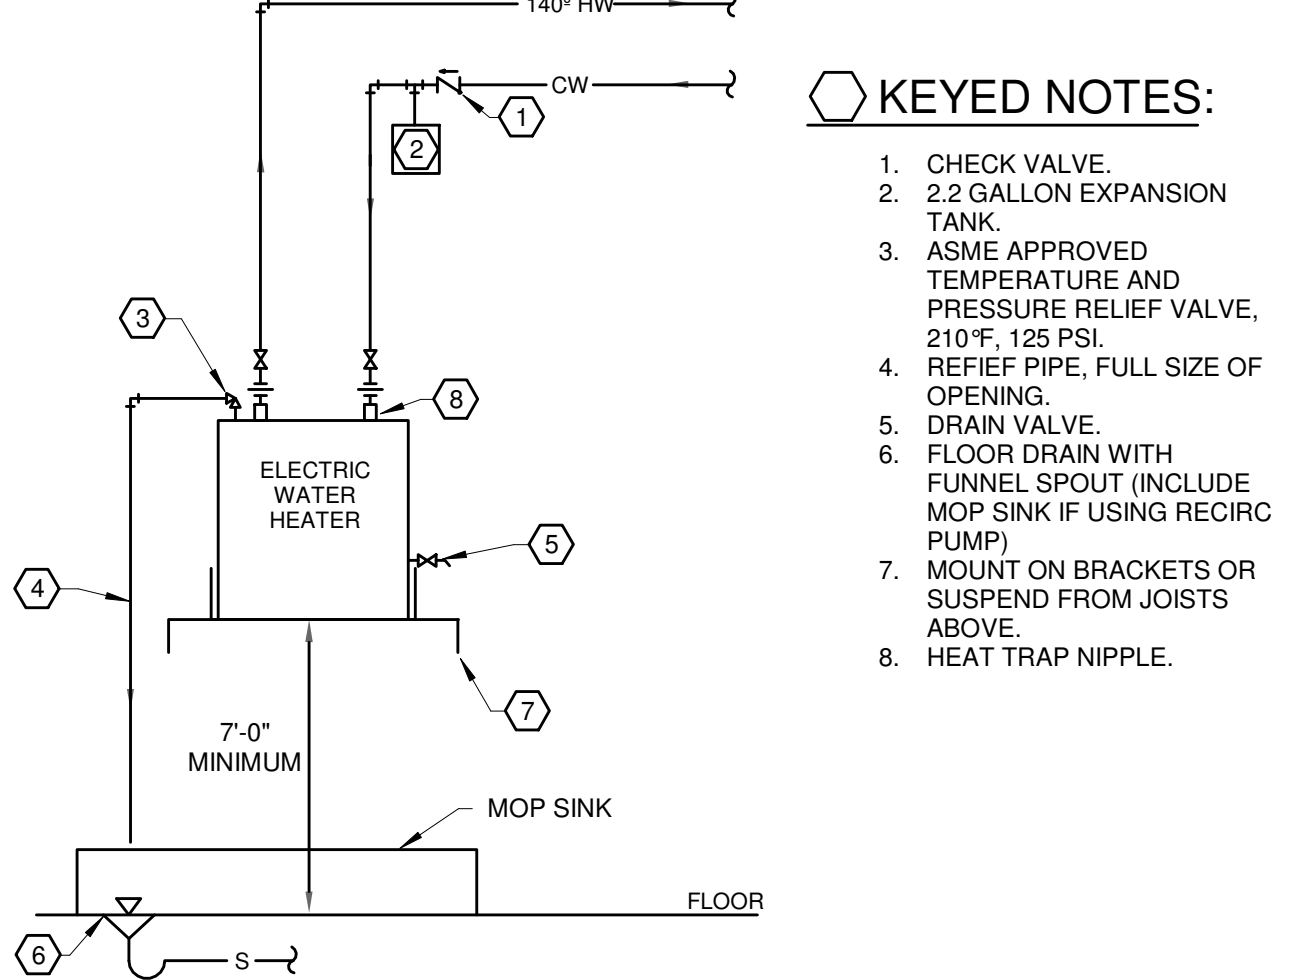 140º HW
CW
1
2
3
8
ELECTRIC
WATER
HEATER
5
4
7
7'-0"
MINIMUM
MOP SINK
FLOOR
6
S
KEYED NOTES:
1. CHECK VALVE.
2. 2.2 GALLON EXPANSION
TANK.
3. ASME APPROVED
TEMPERATURE AND
PRESSURE RELIEF VALVE,
210°F, 125 PSI.
4. REFIEF PIPE, FULL SIZE OF
OPENING.
5. DRAIN VALVE.
6. FLOOR DRAIN WITH
FUNNEL SPOUT (INCLUDE
MOP SINK IF USING RECIRC
PUMP)
7. MOUNT ON BRACKETS OR
SUSPEND FROM JOISTS
ABOVE.
8. HEAT TRAP NIPPLE.